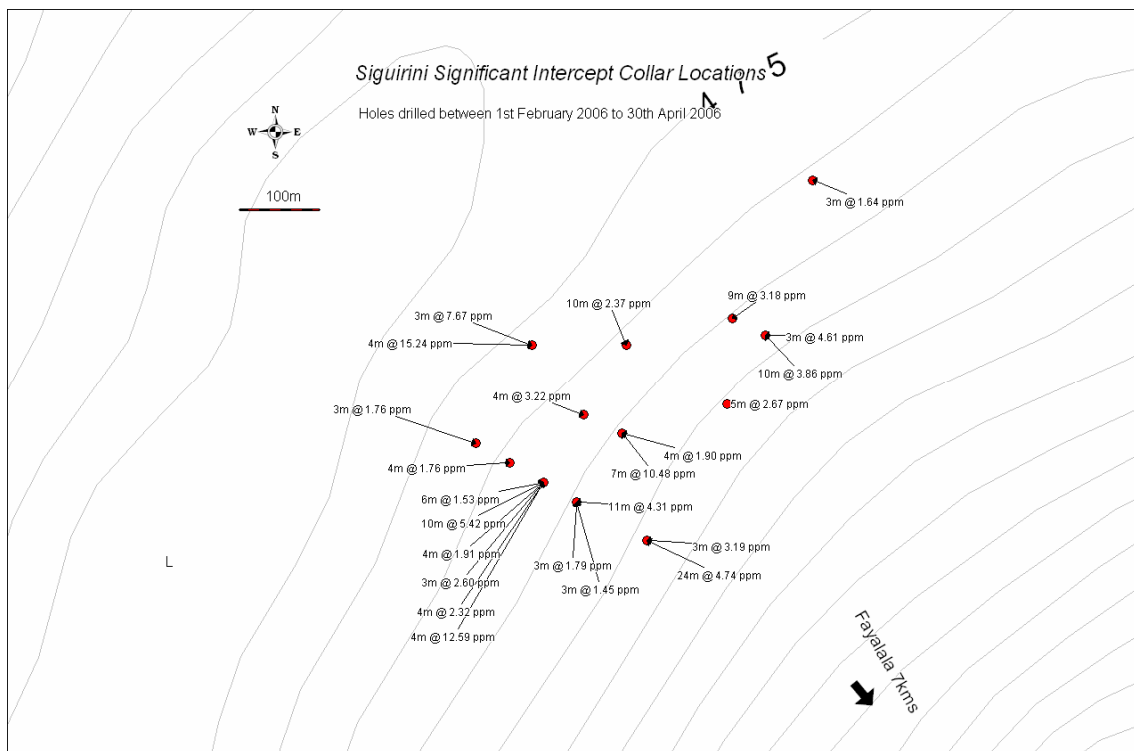 Siguirini Significant Intercept Collar Locations
475
Holes drilled between 1st February 2006 to 30th April 2006
N
W E
S
100m
3m @ 1.64 ppm
9m @ 3.18 ppm
10m @ 2.37 ppm
3m @ 7.67 ppm
3m @ 4.61 ppm
4m @ 15.24 ppm
10m @ 3.86 ppm
4m @ 3.22 ppm
5m @ 2.67 ppm
3m @ 1.76 ppm
4m @ 1.90 ppm
4m @ 1.76 ppm
7m @ 10.48 ppm
6m @ 1.53 ppm
11m @ 4.31 ppm
10m @ 5.42 ppm
3m @ 3.19 ppm
4m @ 1.91 ppm
3m @ 1.79 ppm
24m @ 4.74 ppm
3m @ 2.60 ppm
3m @ 1.45 ppm
4m @ 2.32 ppm
4m @ 12.59 ppm
L
Fayalala 7kms